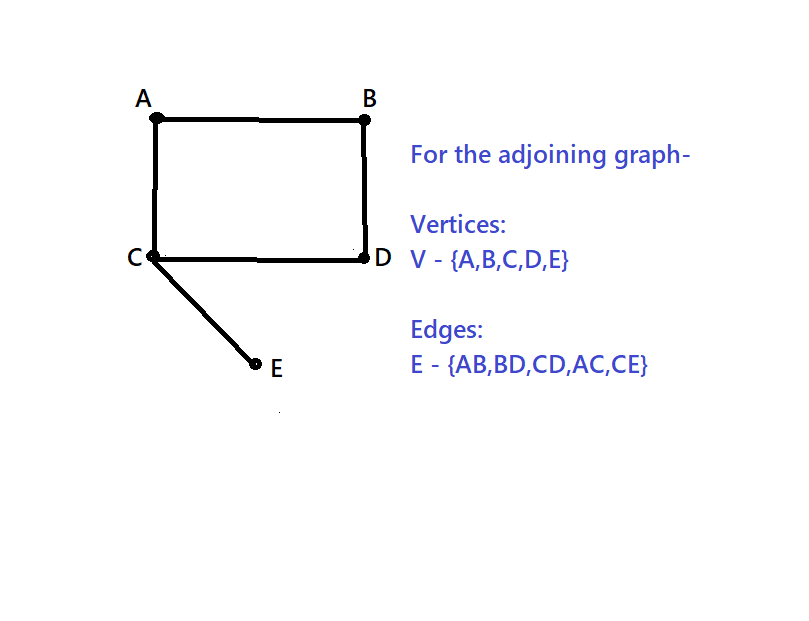 A
B
For the adjoining graph-
Vertices:
C
D
V - {A,B,C,D,E}
Edges:
E
E - {AB,BD,CD,AC,CE}